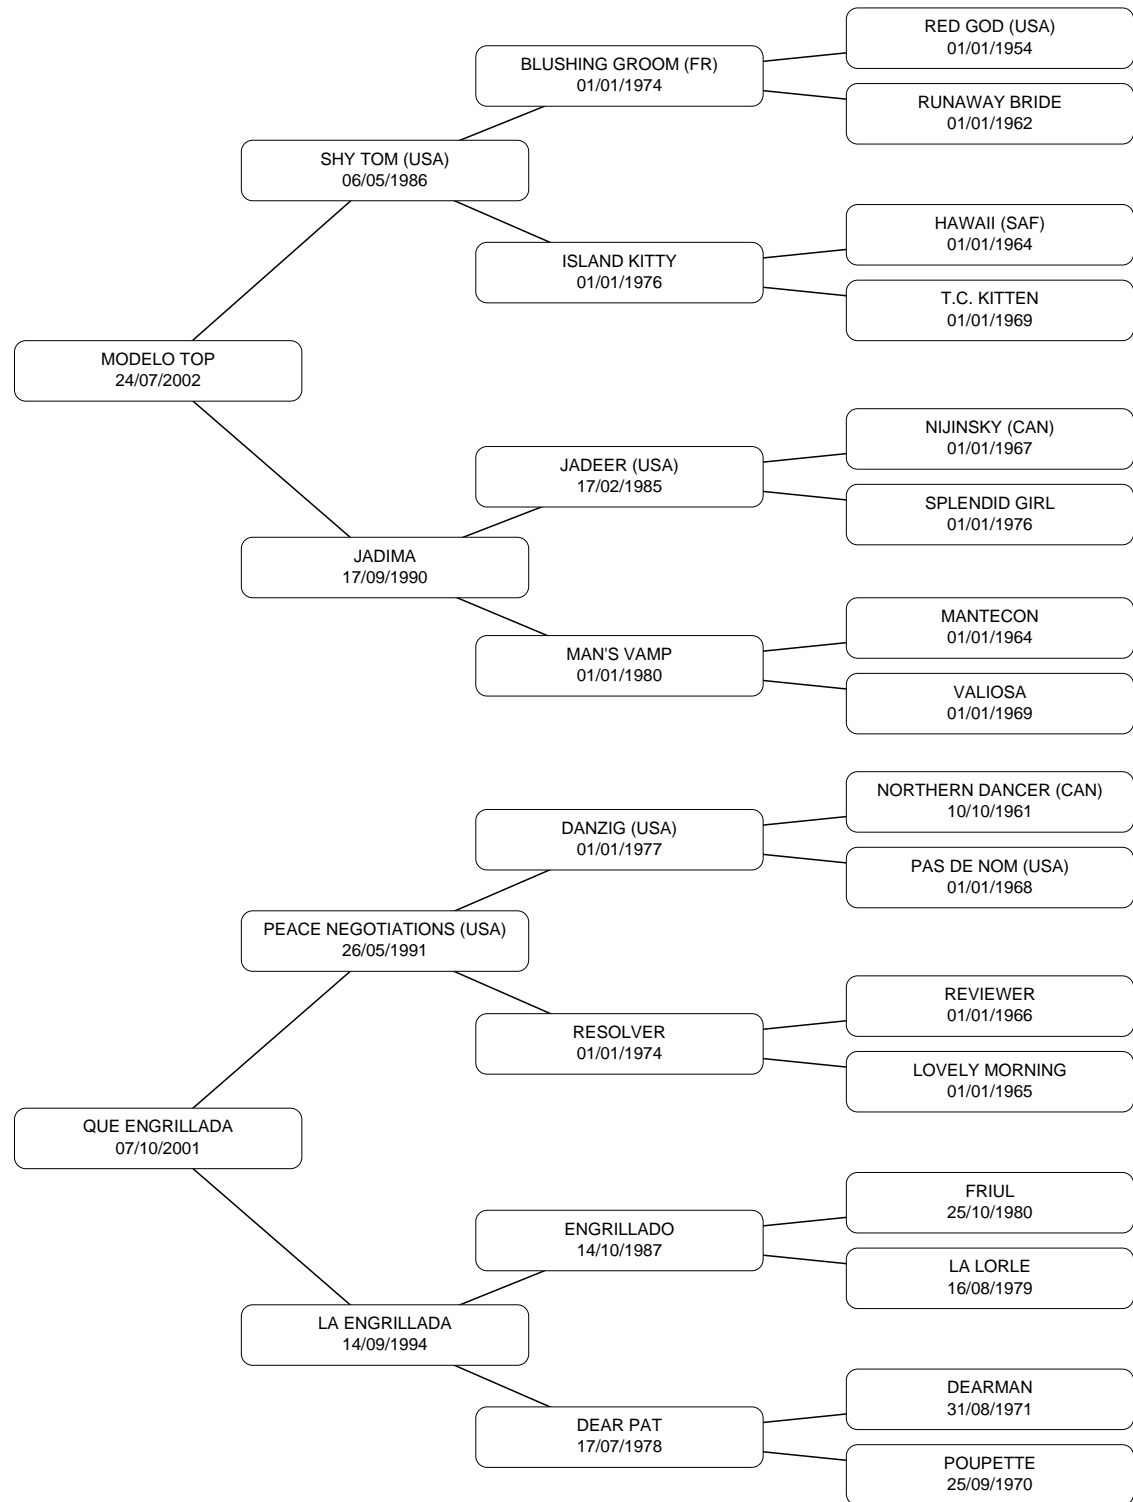 RED GOD (USA)
01/01/1954
BLUSHING GROOM (FR)
01/01/1974
RUNAWAY BRIDE
01/01/1962
SHY TOM (USA)
06/05/1986
HAWAII (SAF)
01/01/1964
ISLAND KITTY
01/01/1976
T.C. KITTEN
01/01/1969
MODELO TOP
24/07/2002
NIJINSKY (CAN)
01/01/1967
JADEER (USA)
17/02/1985
SPLENDID GIRL
01/01/1976
JADIMA
17/09/1990
MANTECON
01/01/1964
MAN'S VAMP
01/01/1980
VALIOSA
01/01/1969
NORTHERN DANCER (CAN)
10/10/1961
DANZIG (USA)
01/01/1977
PAS DE NOM (USA)
01/01/1968
PEACE NEGOTIATIONS (USA)
26/05/1991
REVIEWER
01/01/1966
RESOLVER
01/01/1974
LOVELY MORNING
01/01/1965
QUE ENGRILLADA
07/10/2001
FRIUL
25/10/1980
ENGRILLADO
14/10/1987
LA LORLE
16/08/1979
LA ENGRILLADA
14/09/1994
DEARMAN
31/08/1971
DEAR PAT
17/07/1978
POUPETTE
25/09/1970